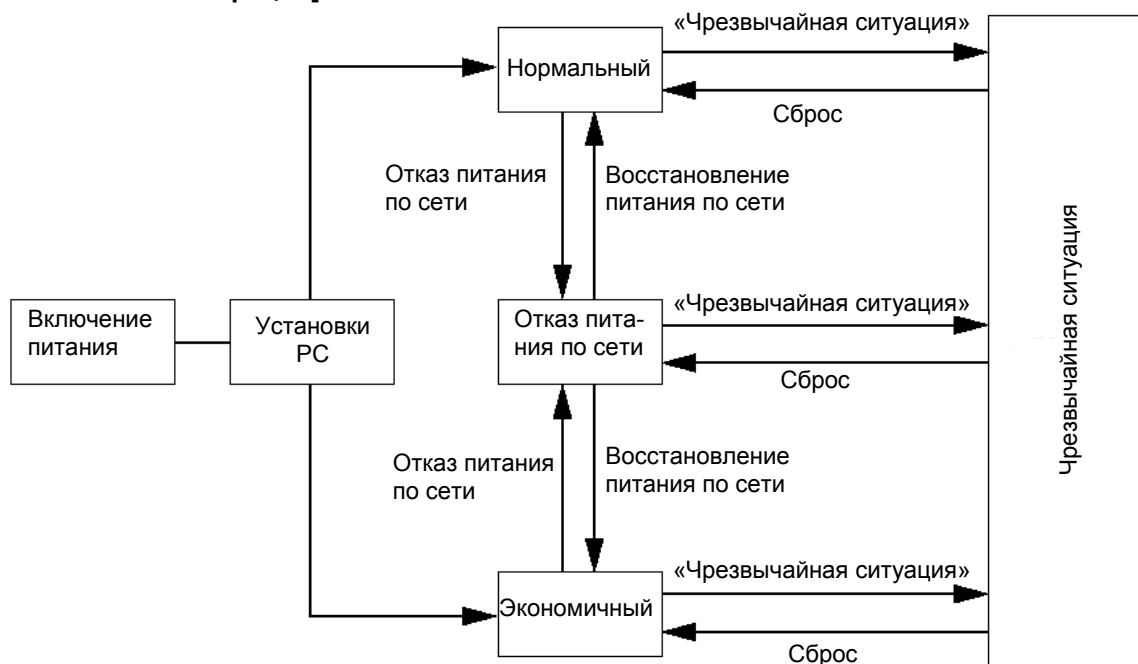 «Чрезвычайная ситуация»
Нормальный
Сброс
Отказ питания
по сети
Восстановление
питания по сети
Чрезвычайная ситуация
Включение
питания
Установки
РС
Отказ пита-
ния по сети
«Чрезвычайная ситуация»
Сброс
Отказ питания
по сети
Восстановление
питания по сети
«Чрезвычайная ситуация»
Экономичный
Сброс